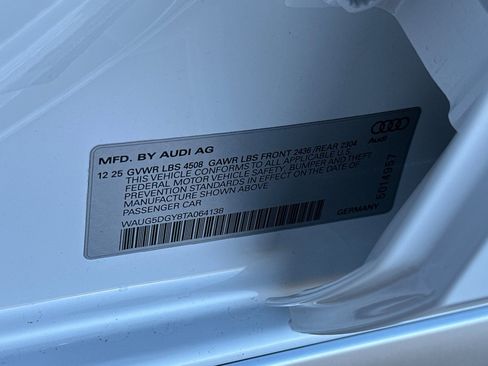 MFD. BY AUDI AG
12 25 GVWR LBS 4508 GAWR LBS FRONT 2436 / REAR 2304
THIS VEHICLE CONFORMS TO ALL APPLICABLE U.S.
FEDERAL MOTOR VEHICLE SAFETY, BUMPER AND THEFT
PREVENTION STANDARDS IN EFFECT ON THE DATE OF
MANUFACTURE SHOWN ABOVE
PASSENGER CAR
WAUG5DGY8TA064138
GERMANY
5014957
Audi